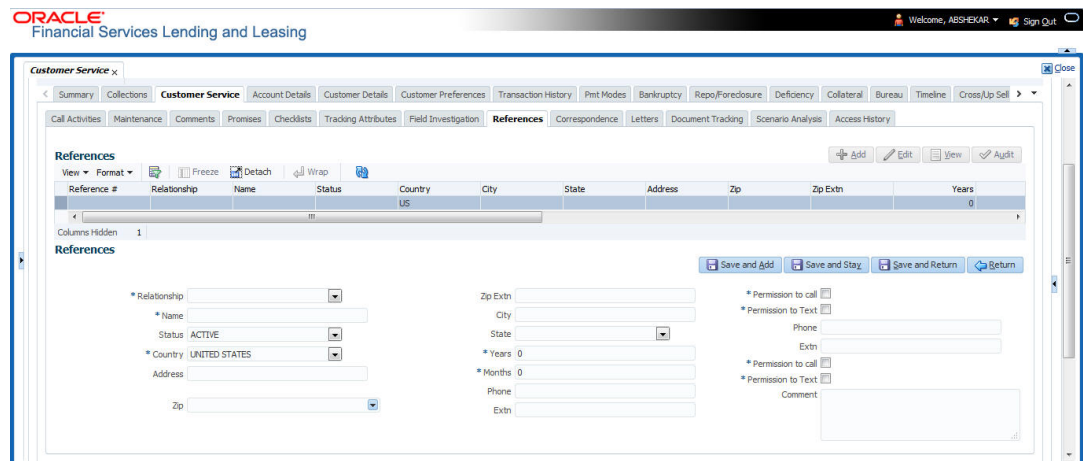 ORACLE®
Financial Services Lending and Leasing
Welcome, ABSHEKAR
Sign Out
Customer Service x
Close
Summary Collections Customer Service Account Details Customer Details Customer Preferences Transaction History Pmt Modes Bankruptcy Repo/Foreclosure Deficiency Collateral Bureau Timeline Cross/Up Sell
Call Activities Maintenance Comments Promises Checklists Tracking Attributes Field Investigation References Correspondence Letters Document Tracking Scenario Analysis Access History
References
Add Edit View Audit
View Format Freeze Detach Wrap
Reference # Relationship Name Status Country City State Address Zip Zip Extn Years
US 0
Columns Hidden 1
References
Save and Add Save and Stay Save and Return Return
* Relationship
* Name
Status ACTIVE
* Country UNITED STATES
Address
Zip
Zip Extn
City
State
* Years 0
* Months 0
Phone
Extn
* Permission to call
* Permission to Text
Phone
Extn
* Permission to call
* Permission to Text
Comment